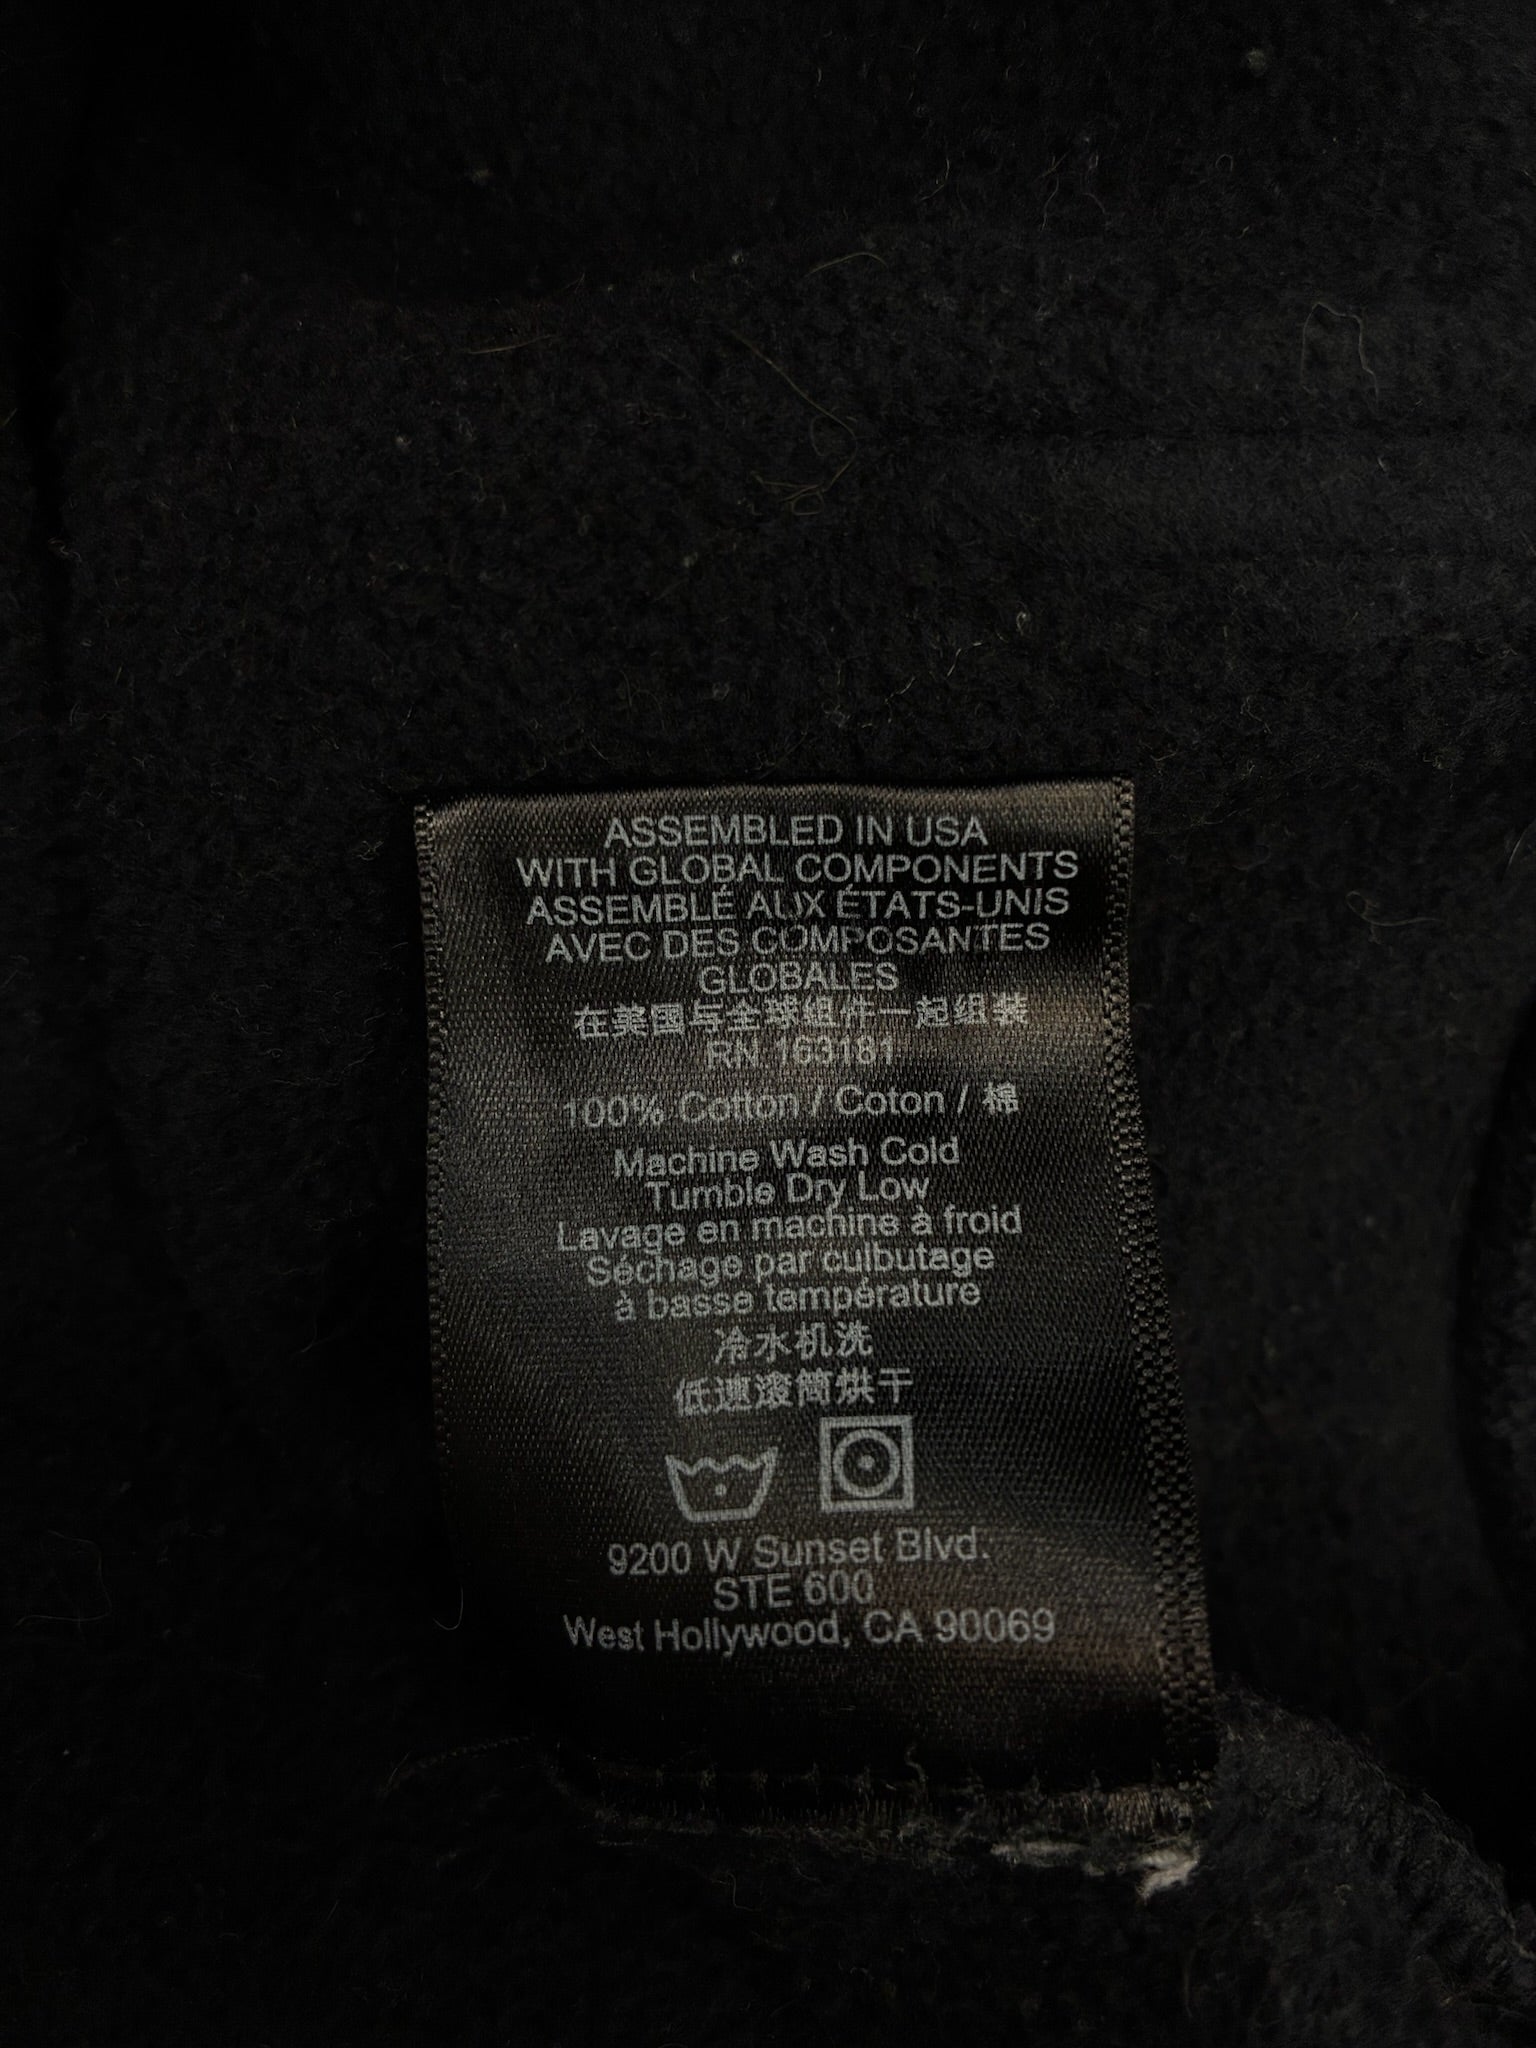 ASSEMBLED IN USA
WITH GLOBAL COMPONENTS
ASSEMBLÉ AUX ÉTATS-UNIS
AVEC DES COMPOSANTES
GLOBALES
在美国与全球组件一起组装
RN 163181
100% Cotton / Coton / 棉
Machine Wash Cold
Tumble Dry Low
Lavage en machine à froid
Séchage par culbutage
à basse température
冷水机洗
低速滚筒烘干
9200 W Sunset Blvd.
STE 600
West Hollywood, CA 90069